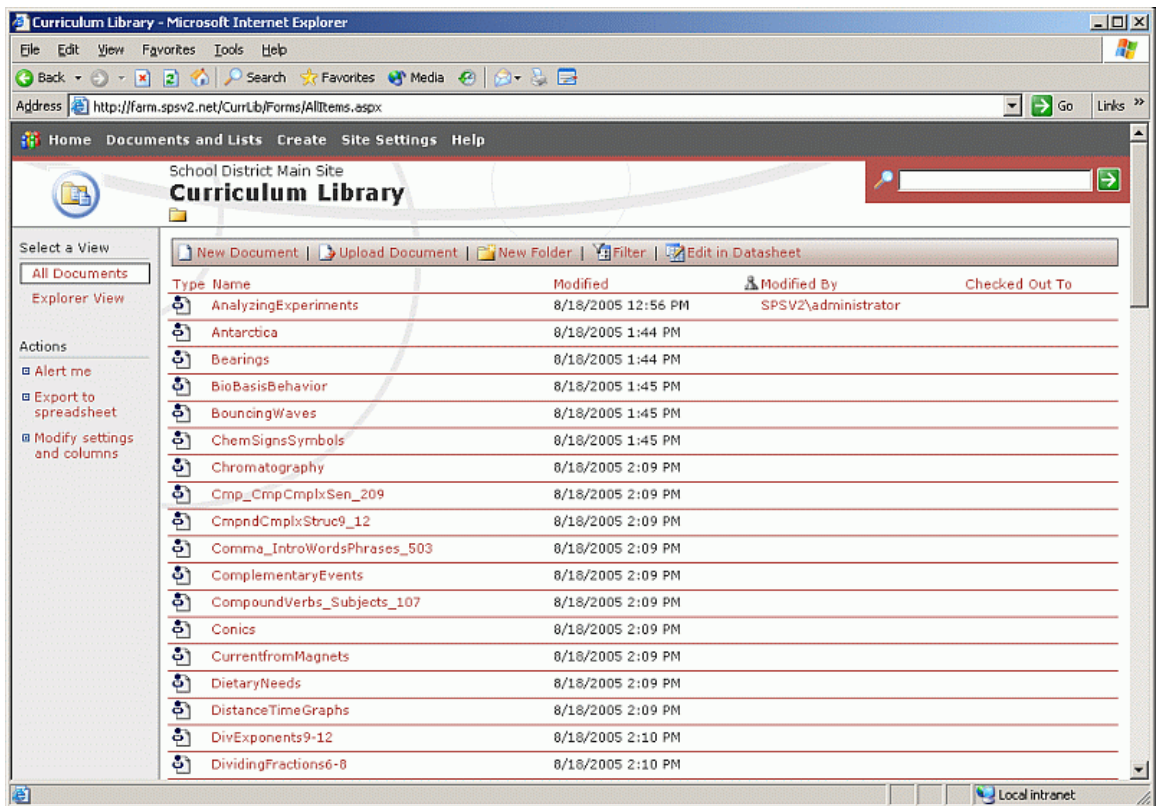 Curriculum Library - Microsoft Internet Explorer
File Edit View Favorites Tools Help
Back Search Favorites Media
Address http://farm.spsv2.net/CurrLib/Forms/AllItems.aspx Go Links »
Home Documents and Lists Create Site Settings Help
School District Main Site
Curriculum Library
Select a View
All Documents
Explorer View
Actions
Alert me
Export to
spreadsheet
Modify settings
and columns
New Document | Upload Document | New Folder | Filter | Edit in Datasheet
Type Name Modified Modified By Checked Out To
AnalyzingExperiments 8/18/2005 12:56 PM SPSV2\administrator
Antarctica 8/18/2005 1:44 PM
Bearings 8/18/2005 1:44 PM
BioBasisBehavior 8/18/2005 1:45 PM
BouncingWaves 8/18/2005 1:45 PM
ChemSignsSymbols 8/18/2005 1:45 PM
Chromatography 8/18/2005 2:09 PM
Cmp_CmpCmplxSen_209 8/18/2005 2:09 PM
CmpndCmplxStruc9_12 8/18/2005 2:09 PM
Comma_IntroWordsPhrases_503 8/18/2005 2:09 PM
ComplementaryEvents 8/18/2005 2:09 PM
CompoundVerbs_Subjects_107 8/18/2005 2:09 PM
Conics 8/18/2005 2:09 PM
CurrentfromMagnets 8/18/2005 2:09 PM
DietaryNeeds 8/18/2005 2:09 PM
DistanceTimeGraphs 8/18/2005 2:09 PM
DivExponents9-12 8/18/2005 2:10 PM
DividingFractions6-8 8/18/2005 2:10 PM
Local intranet